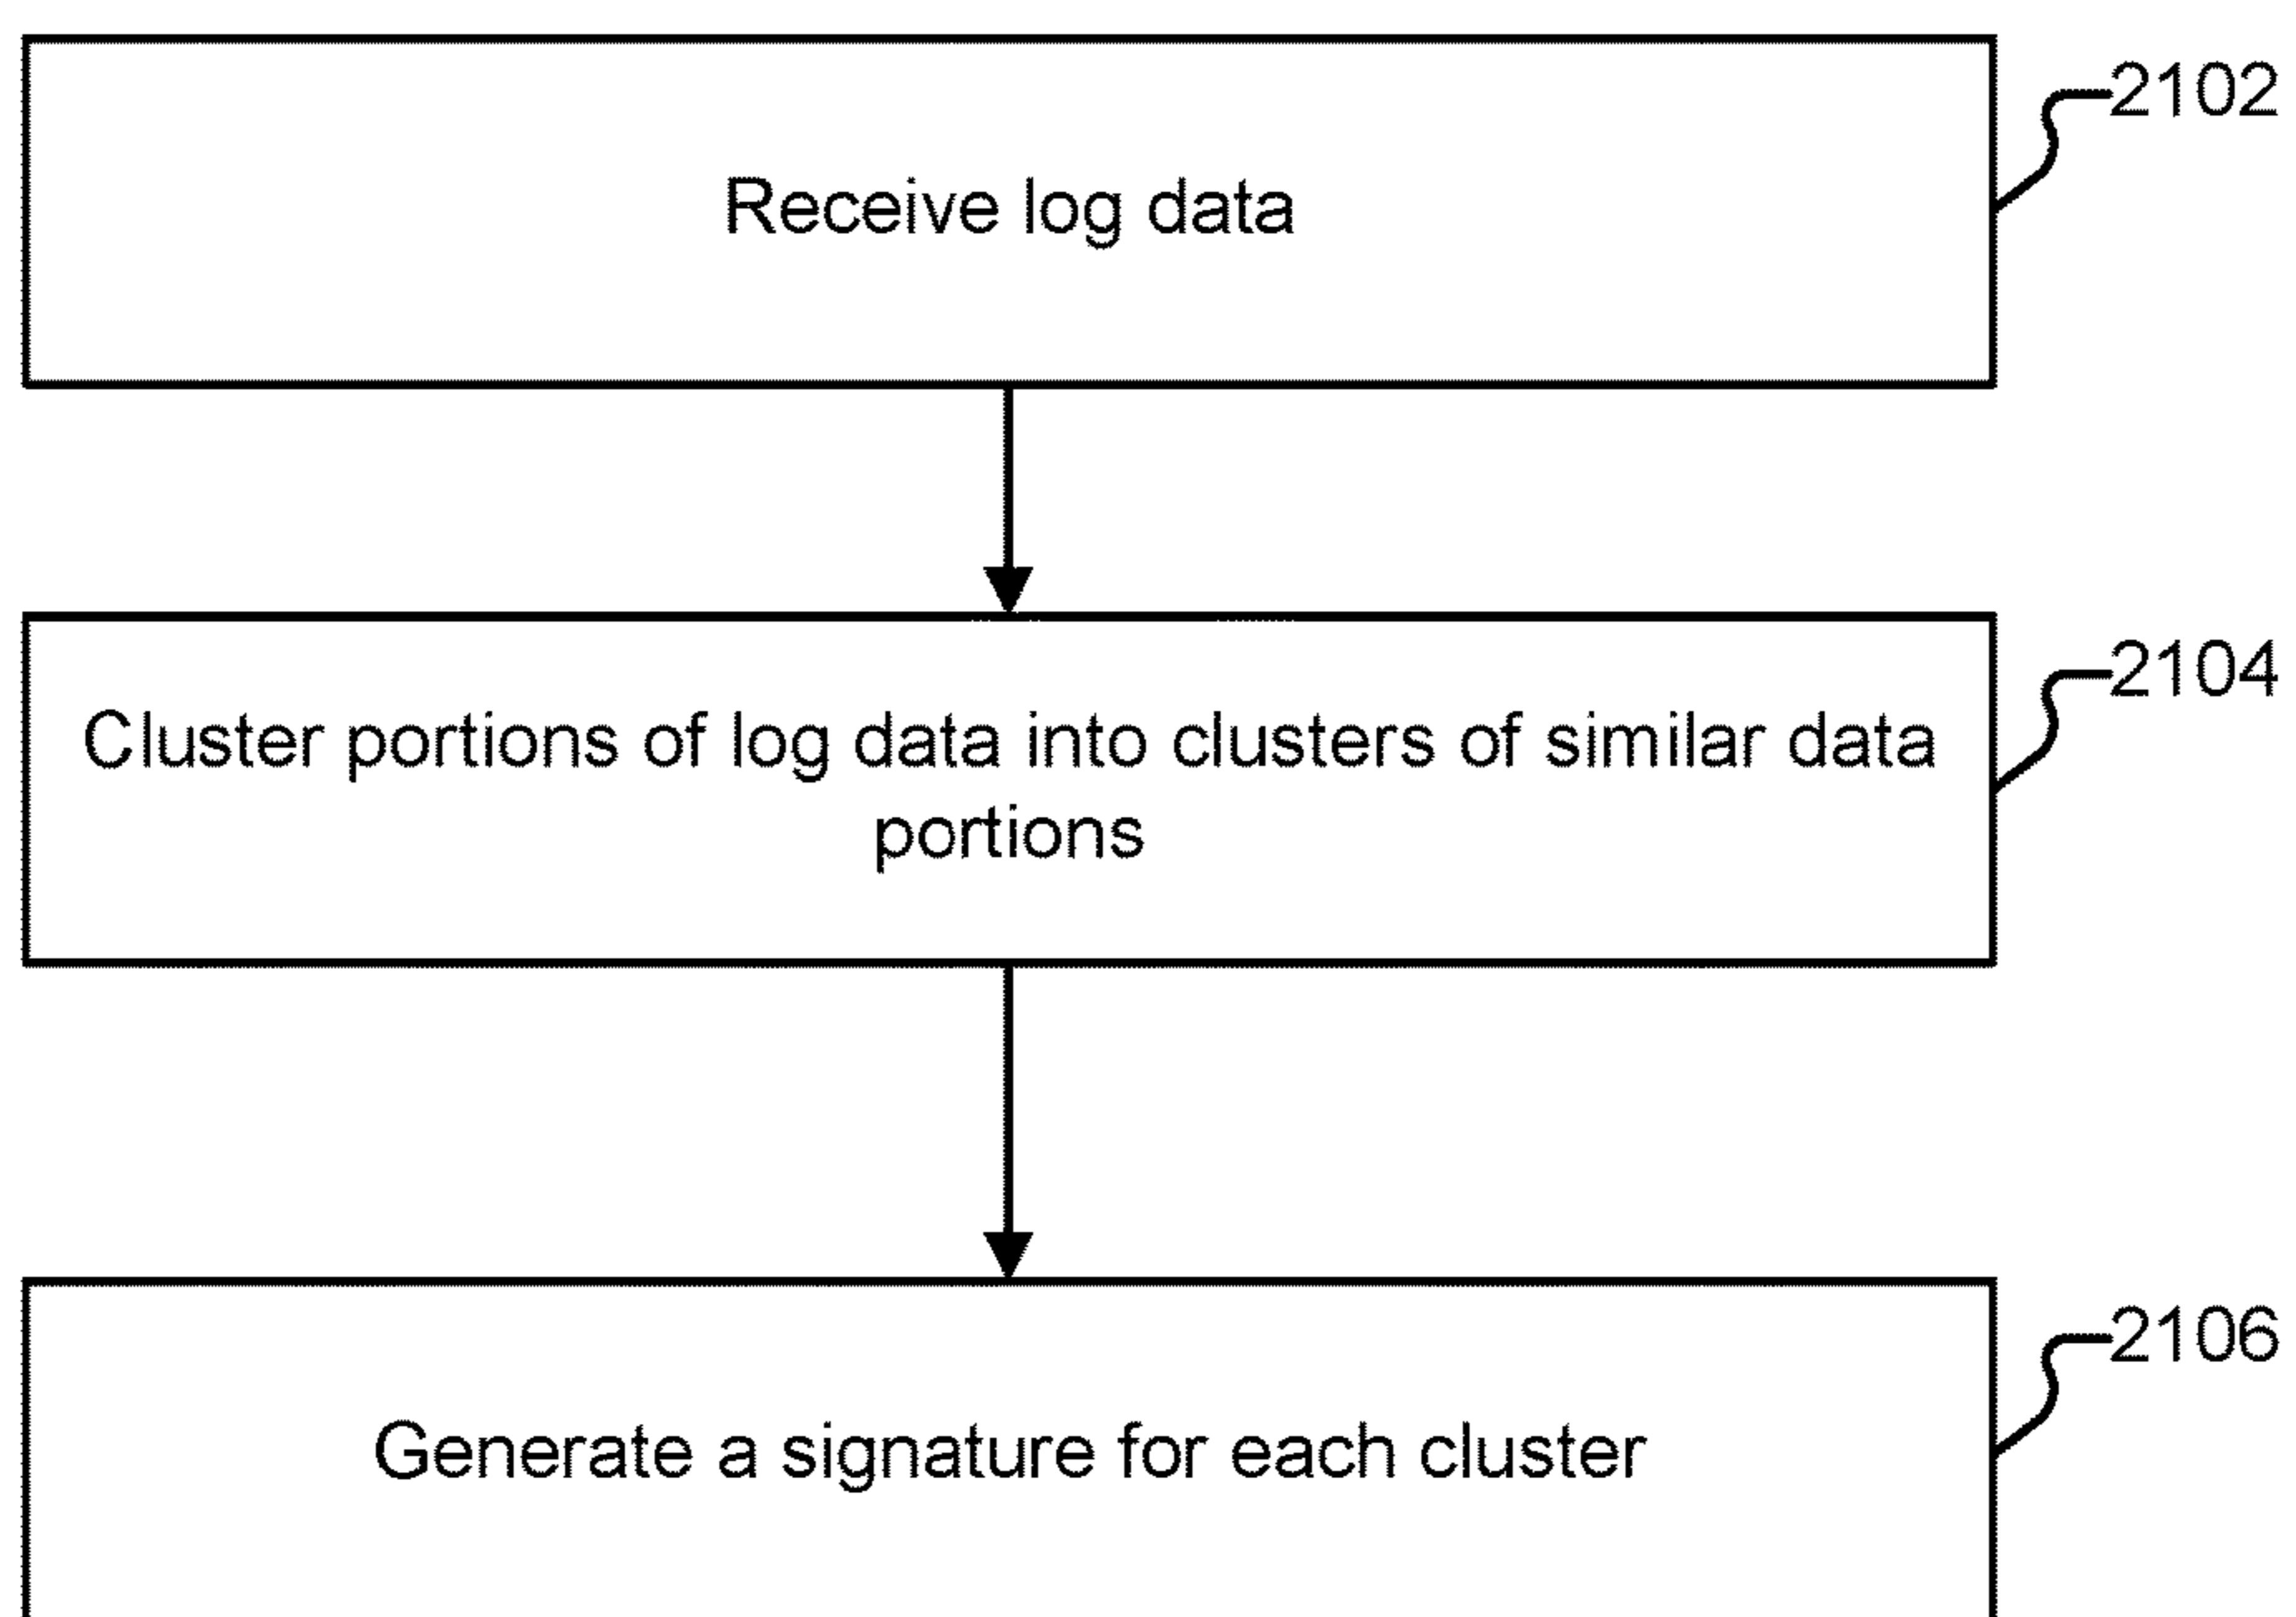 2102
Receive log data
2104
Cluster portions of log data into clusters of similar data
portions
2106
Generate a signature for each cluster